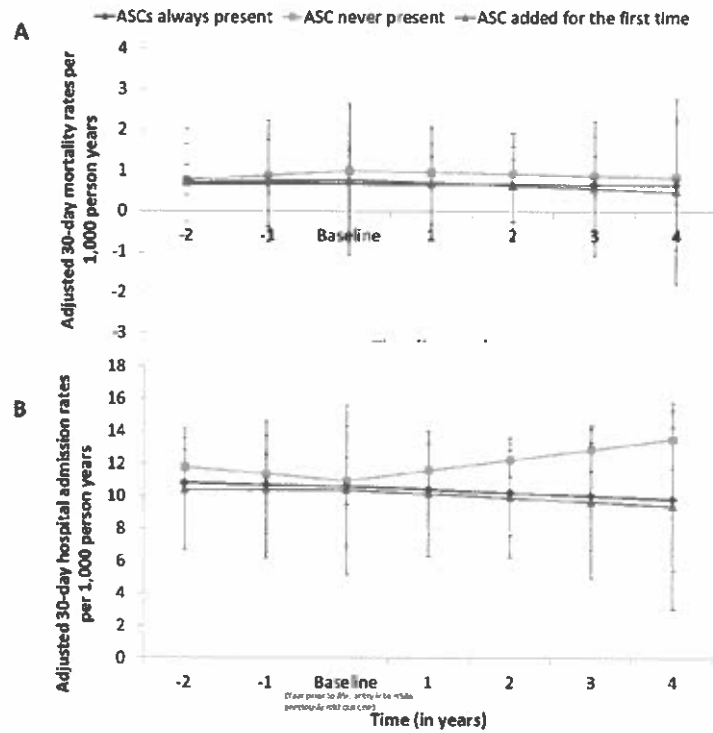 ASCs always present ASC never present ASC added for the first time
A
Adjusted 30-day mortality rates per
1,000 person years
4
3
2
1
0
-1
-2
-3
-2 -1 Baseline 1 2 3 4
B
Adjusted 30-day hospital admission rates
per 1,000 person years
18
16
14
12
10
8
6
4
2
0
-2 -1 Baseline 1 2 3 4
Time (in years)